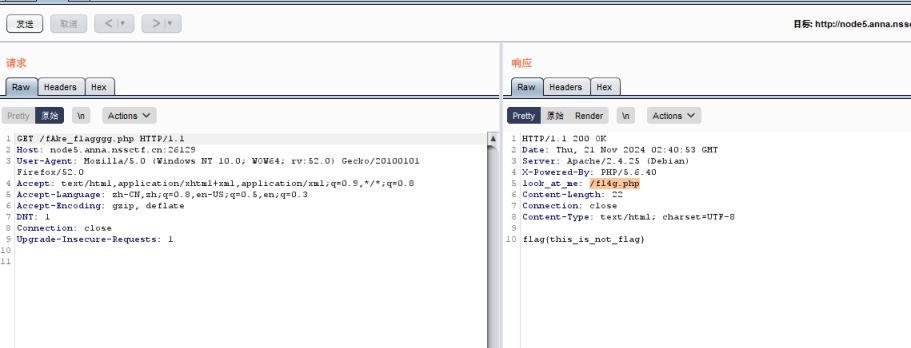 发送 取消 < | ▼ > | ▼ 目标: http://node5.anna.nssc
请求
Raw Headers Hex
Pretty 原始 \n Actions
1 GET /fAke_flagggg.php HTTP/1.1
2 Host: node5.anna.nssctf.cn:26129
3 User-Agent: Mozilla/5.0 (Windows NT 10.0; WOW64; rv:52.0) Gecko/20100101
Firefox/52.0
4 Accept: text/html,application/xhtml+xml,application/xml;q=0.9,*/*;q=0.8
5 Accept-Language: zh-CN,zh;q=0.8,en-US;q=0.5,en;q=0.3
6 Accept-Encoding: gzip, deflate
7 DNT: 1
8 Connection: close
9 Upgrade-Insecure-Requests: 1
10
11
响应
Raw Headers Hex
Pretty 原始 Render \n Actions
1 HTTP/1.1 200 OK
2 Date: Thu, 21 Nov 2024 02:40:53 GMT
3 Server: Apache/2.4.25 (Debian)
4 X-Powered-By: PHP/5.6.40
5 look_at_me: /fl4g.php
6 Content-Length: 22
7 Connection: close
8 Content-Type: text/html; charset=UTF-8
9
10 flag{this_is_not_flag}